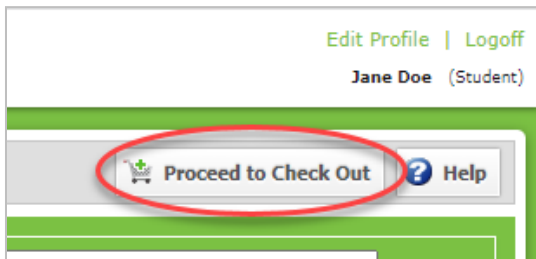 Edit Profile | Logoff
Jane Doe (Student)
Proceed to Check Out
Help